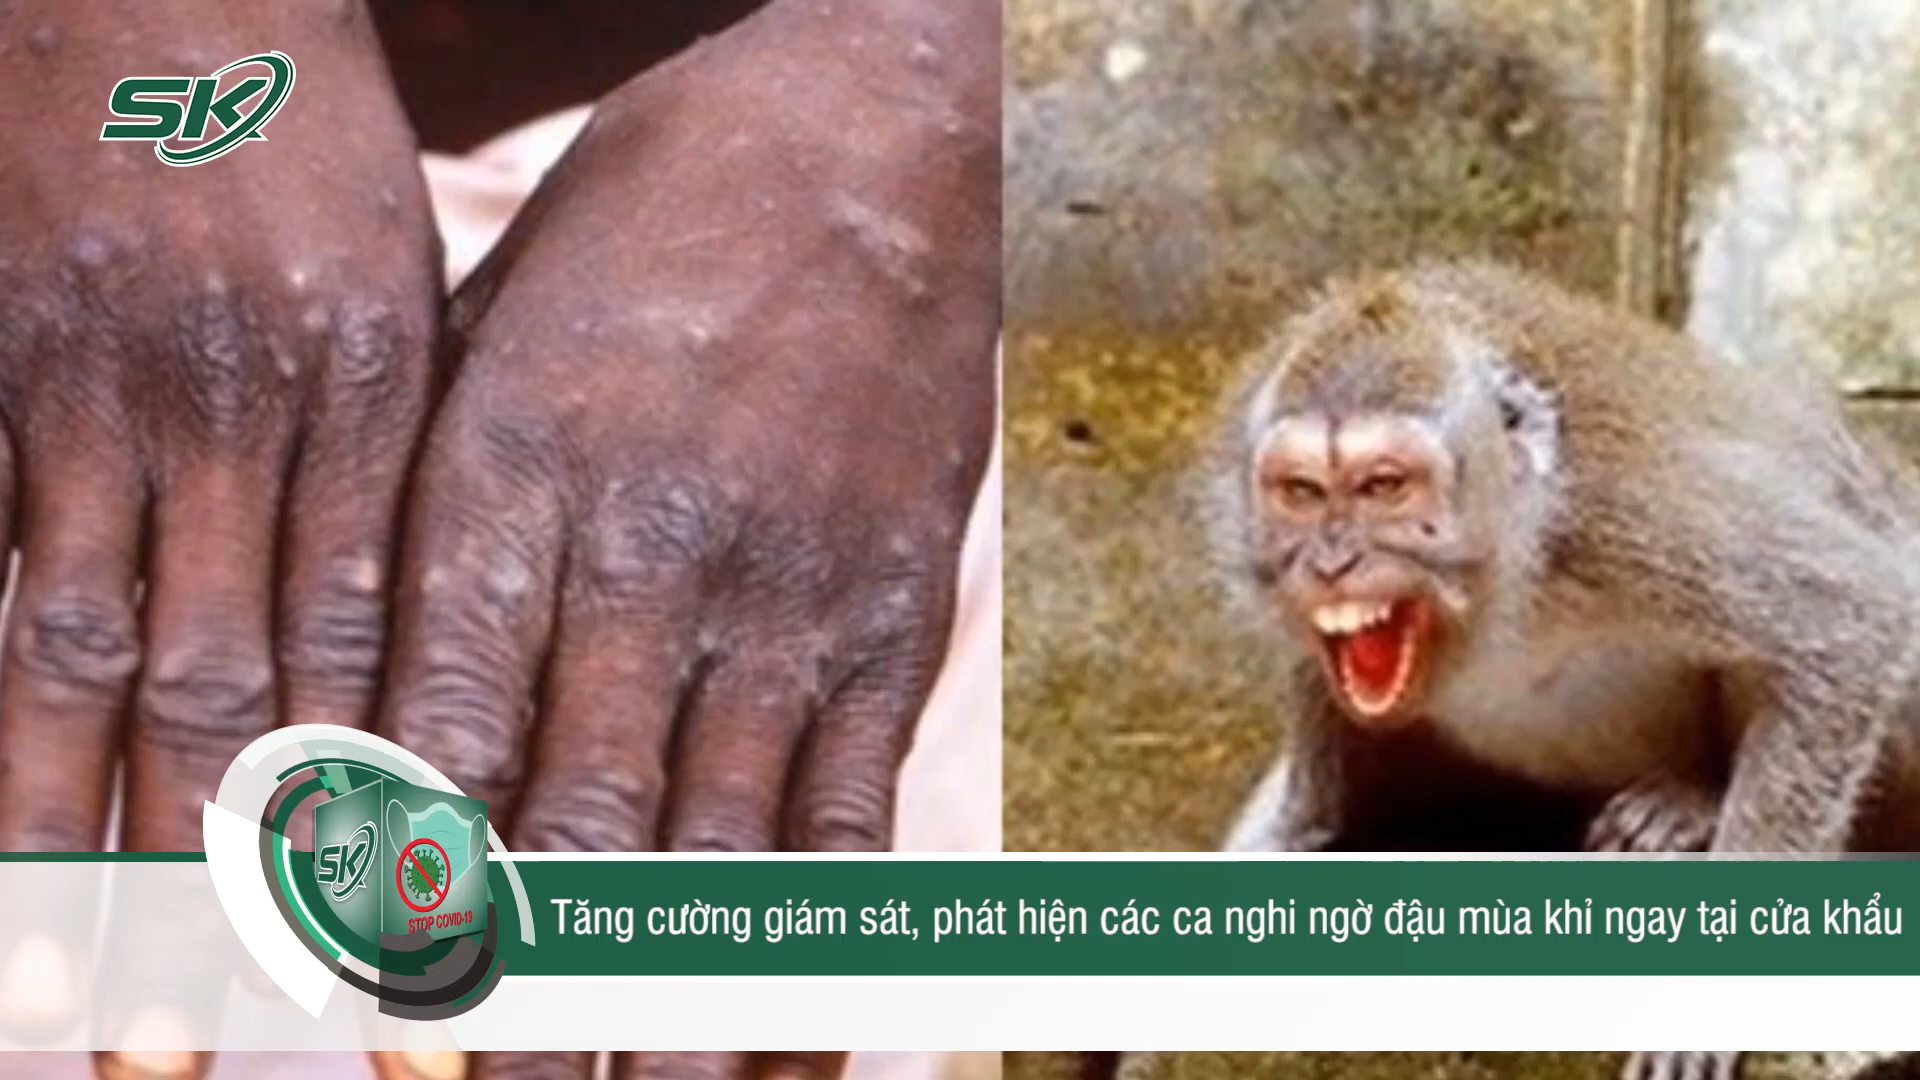 SK
SK
STOP COVID-19
Tăng cường giám sát, phát hiện các ca nghi ngờ đậu mùa khỉ ngay tại cửa khẩu